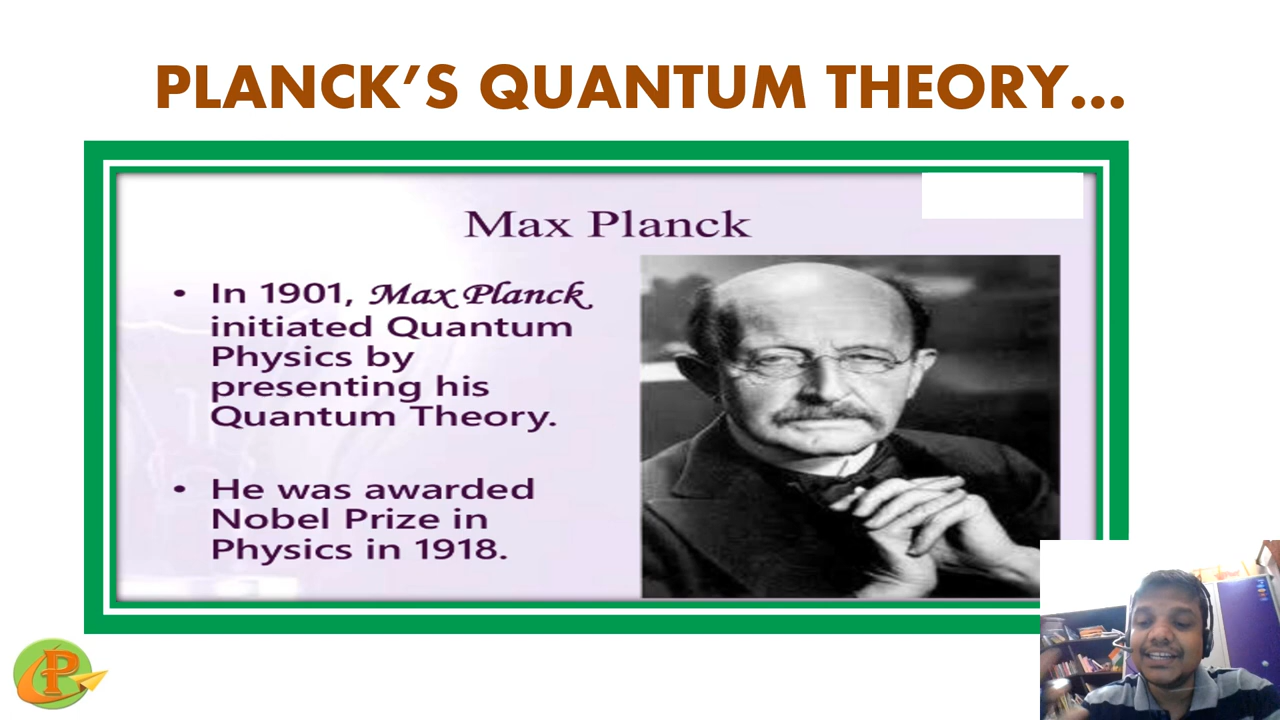 PLANCK’S QUANTUM THEORY...
Max Planck
• In 1901, Max Planck
initiated Quantum
Physics by
presenting his
Quantum Theory.
• He was awarded
Nobel Prize in
Physics in 1918.
P